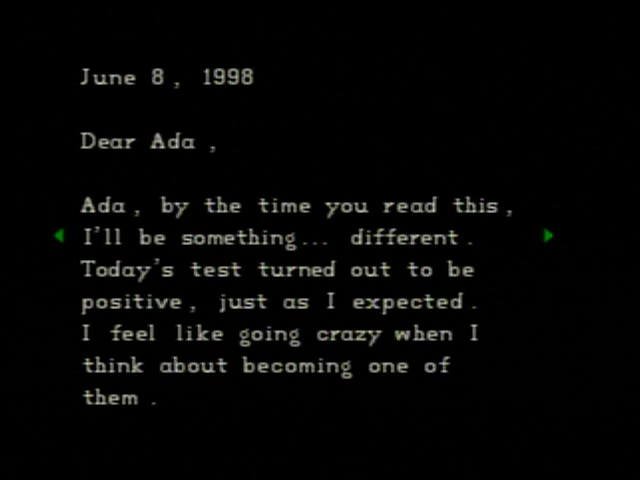 June 8, 1998
Dear Ada,
Ada, by the time you read this,
I'll be something... different.
Today's test turned out to be
positive, just as I expected.
I feel like going crazy when I
think about becoming one of
them.